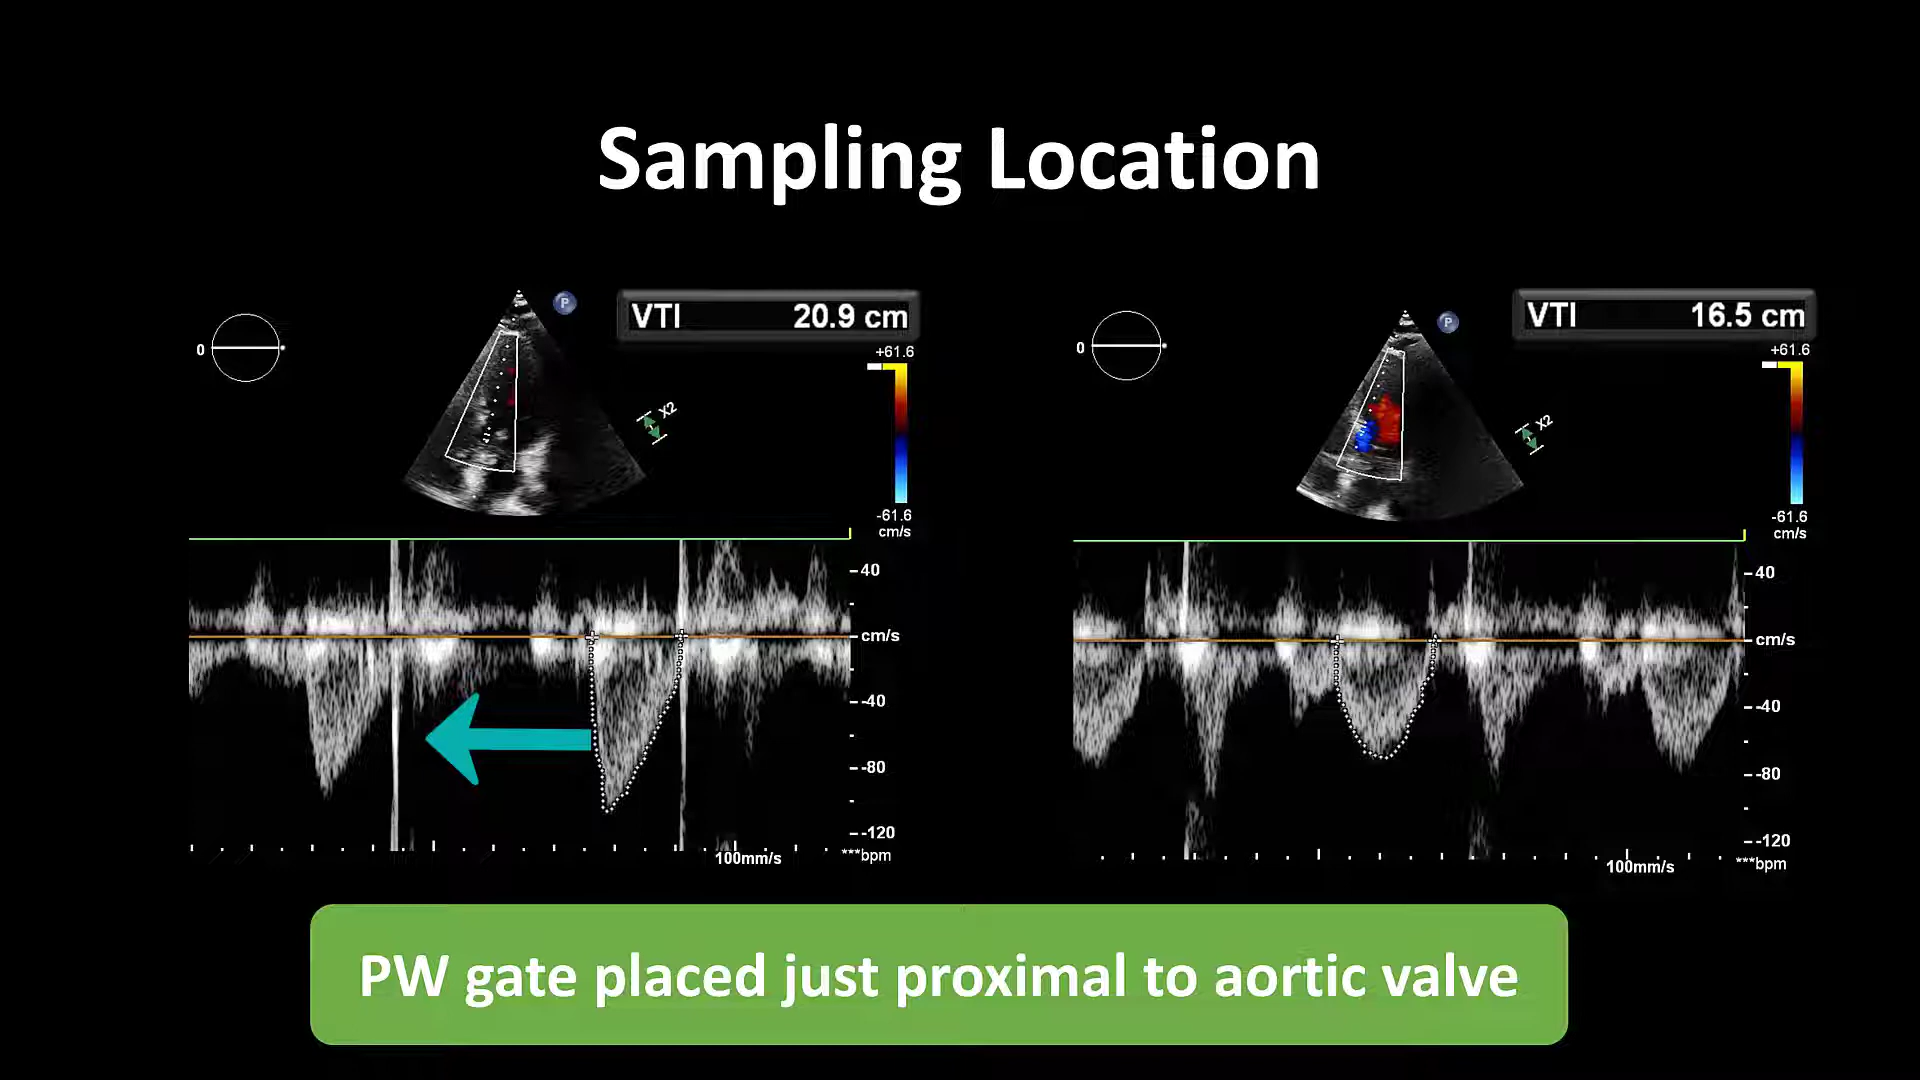 Sampling Location
P
VTI 20.9 cm
0
+61.6
X2
-61.6
cm/s
40
cm/s
-40
-80
-120
100mm/s
***bpm
P
VTI 16.5 cm
0
+61.6
X2
-61.6
cm/s
40
cm/s
-40
-80
-120
100mm/s
***bpm
PW gate placed just proximal to aortic valve